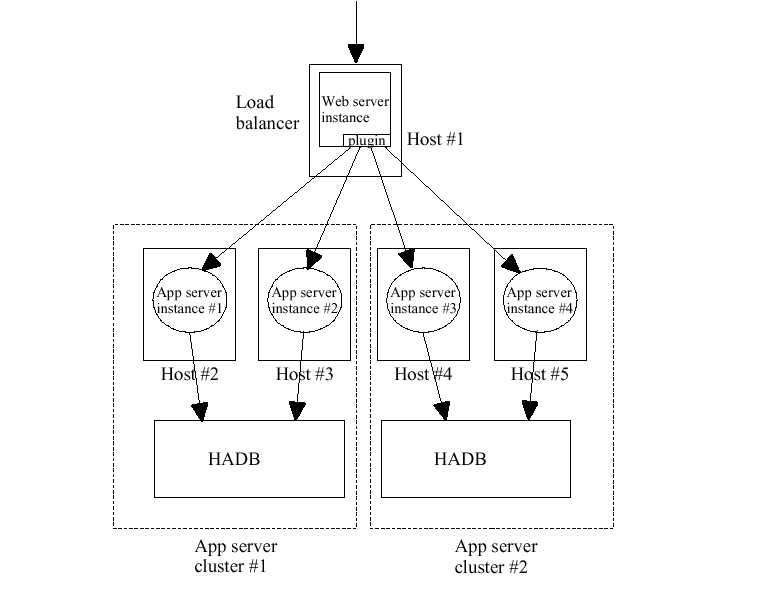 Load
balancer
Web server
instance
plugin
Host #1
App server
instance #1
App server
instance #2
App server
instance #3
App server
instance #4
Host #2
Host #3
Host #4
Host #5
HADB
HADB
App server
cluster #1
App server
cluster #2